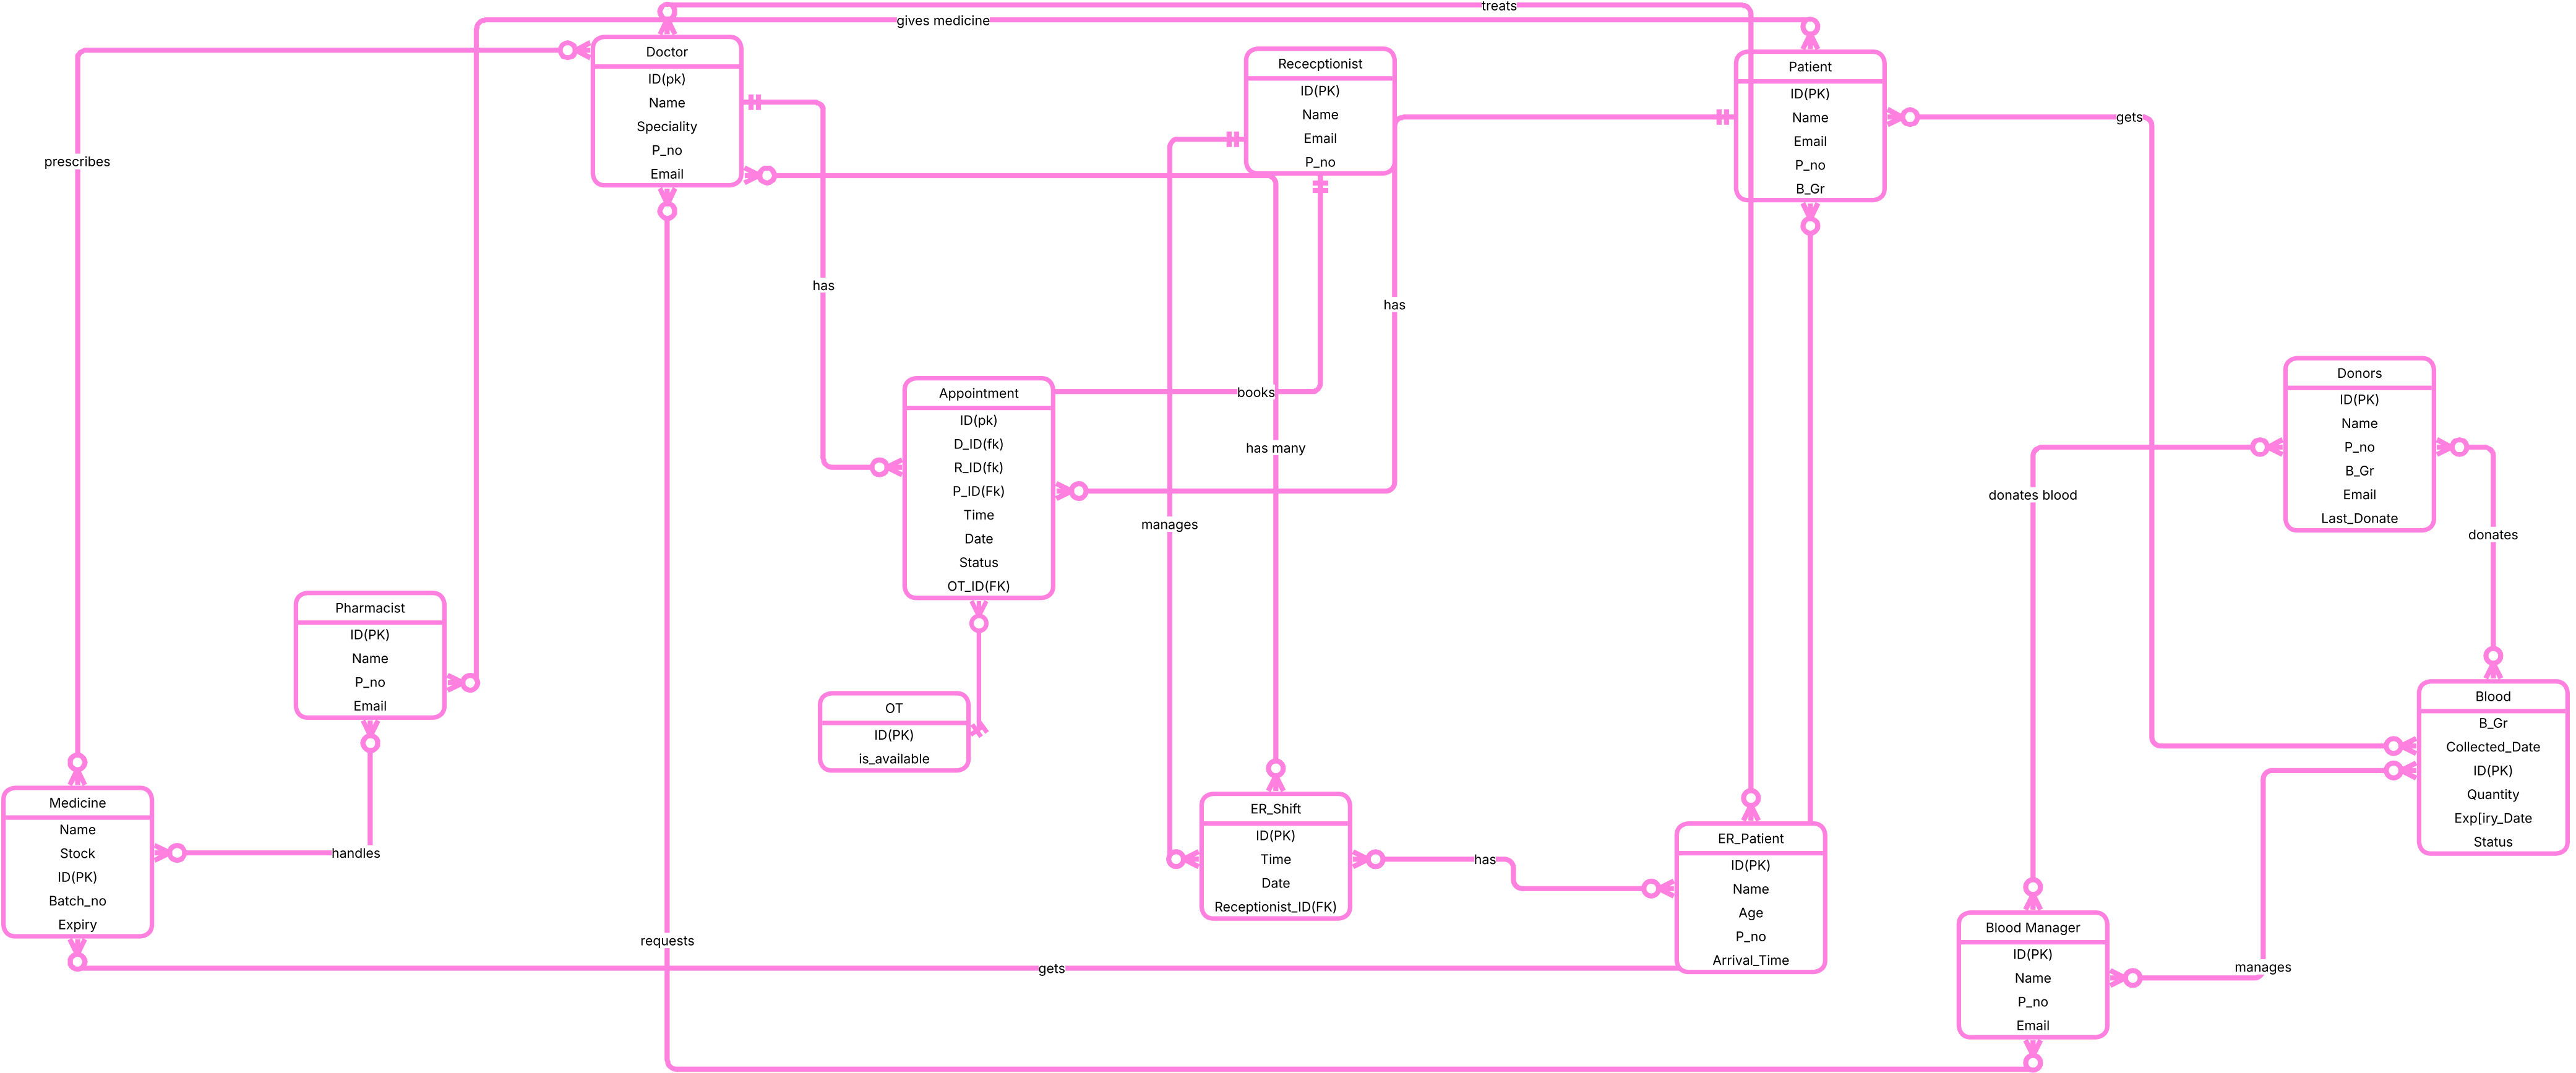 treats
gives medicine
Doctor
ID(pk)
Name
Speciality
P_no
Email
Rececptionist
ID(PK)
Name
Email
P_no
Patient
ID(PK)
Name
Email
P_no
B_Gr
gets
prescribes
has
has
books
has many
manages
Appointment
ID(pk)
D_ID(fk)
R_ID(fk)
P_ID(Fk)
Time
Date
Status
OT_ID(FK)
Donors
ID(PK)
Name
P_no
B_Gr
Email
Last_Donate
donates blood
donates
Pharmacist
ID(PK)
Name
P_no
Email
OT
ID(PK)
is_available
Blood
B_Gr
Collected_Date
ID(PK)
Quantity
Exp[iry_Date
Status
Medicine
Name
Stock
ID(PK)
Batch_no
Expiry
handles
ER_Shift
ID(PK)
Time
Date
Receptionist_ID(FK)
has
ER_Patient
ID(PK)
Name
Age
P_no
Arrival_Time
Blood Manager
ID(PK)
Name
P_no
Email
manages
requests
gets